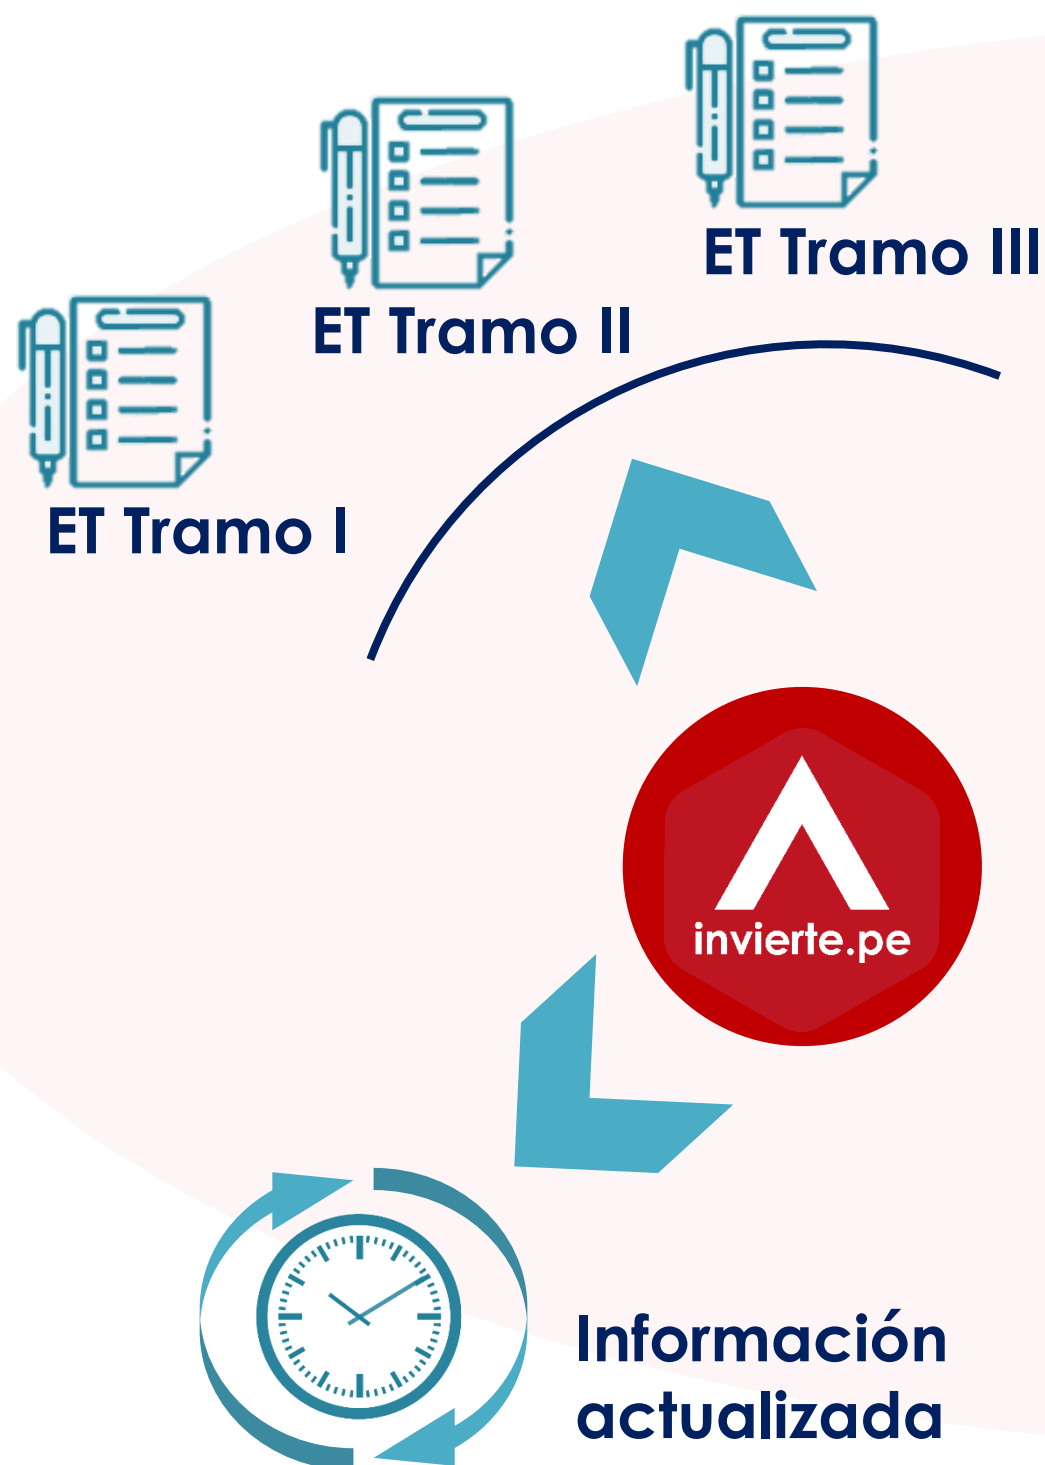 ET Tramo III
ET Tramo II
ET Tramo I
invierte.pe
Información
actualizada